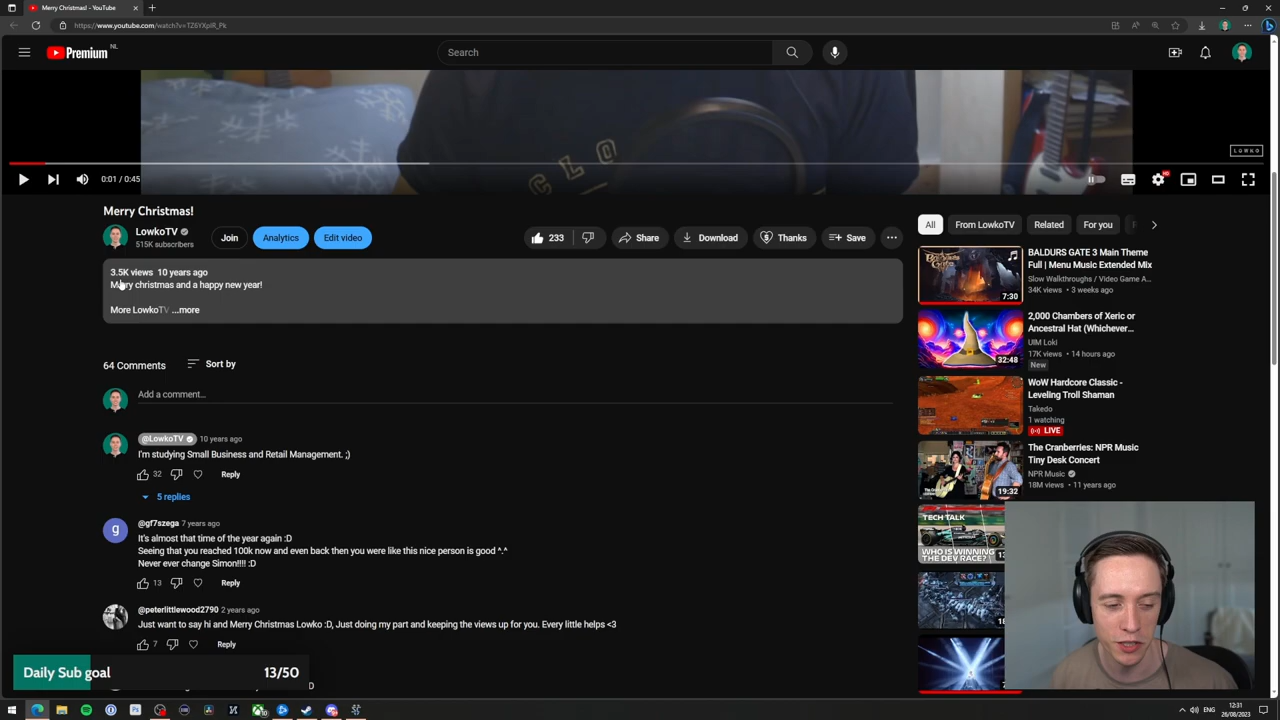 Merry Christmas! - YouTube
https://www.youtube.com/watch?v=TZ6YXpIR_Pk
Premium
NL
Search
CLO
LOWKO
0:01 / 0:45
HD
Merry Christmas!
LowkoTV
515K subscribers
Join
Analytics
Edit video
233
Share
Download
Thanks
Save
3.5K views 10 years ago
Merry christmas and a happy new year!
More LowkoTV ...more
64 Comments
Sort by
Add a comment...
@LowkoTV
10 years ago
I'm studying Small Business and Retail Management. ;)
32
Reply
5 replies
g
@gf7szega 7 years ago
It's almost that time of the year again :D
Seeing that you reached 100k now and even back then you were like this nice person is good ^.^
Never ever change Simon!!!! :D
13
Reply
@peterlittlewood2790 2 years ago
Just want to say hi and Merry Christmas Lowko :D, Just doing my part and keeping the views up for you. Every little helps <3
7
Reply
Daily Sub goal
13/50
All
From LowkoTV
Related
For you
7:30
BALDURS GATE 3 Main Theme
Full | Menu Music Extended Mix
Slow Walkthroughs / Video Game A...
34K views • 3 weeks ago
32:48
2,000 Chambers of Xeric or
Ancestral Hat (Whichever...
UIM Loki
17K views • 14 hours ago
New
WoW Hardcore Classic -
Leveling Troll Shaman
Takedo
1 watching
LIVE
19:32
The Cranberries: NPR Music
Tiny Desk Concert
NPR Music
18M views • 11 years ago
TECH TALK
WHO IS WINNING
THE DEV RACE?
ENG
12:31
26/08/2023